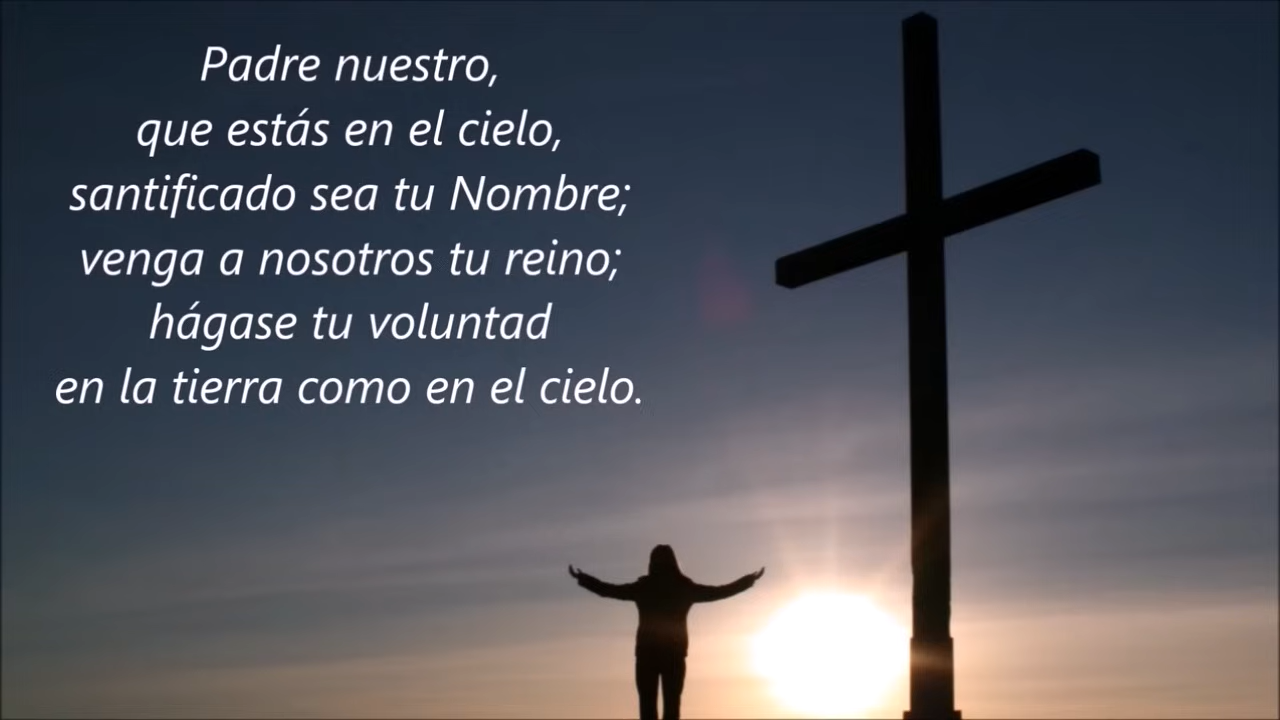 Padre nuestro,
que estás en el cielo,
santificado sea tu Nombre;
venga a nosotros tu reino;
hágase tu voluntad
en la tierra como en el cielo.